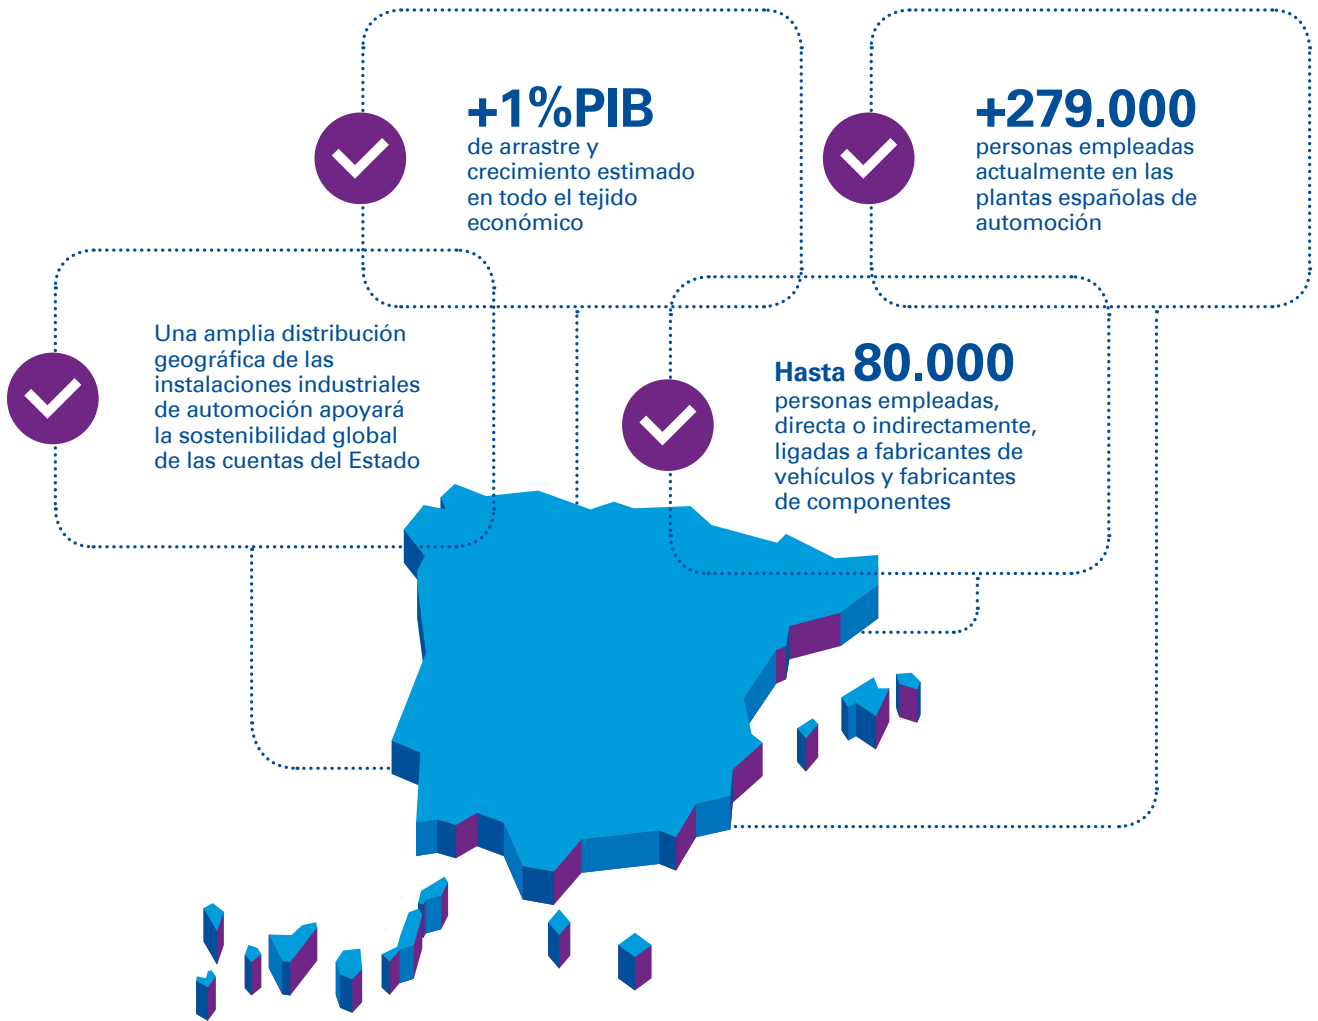 +1%PIB
de arrastre y
crecimiento estimado
en todo el tejido
económico
+279.000
personas empleadas
actualmente en las
plantas españolas de
automoción
Una amplia distribución
geográfica de las
instalaciones industriales
de automoción apoyará
la sostenibilidad global
de las cuentas del Estado
Hasta 80.000
personas empleadas,
directa o indirectamente,
ligadas a fabricantes de
vehículos y fabricantes
de componentes